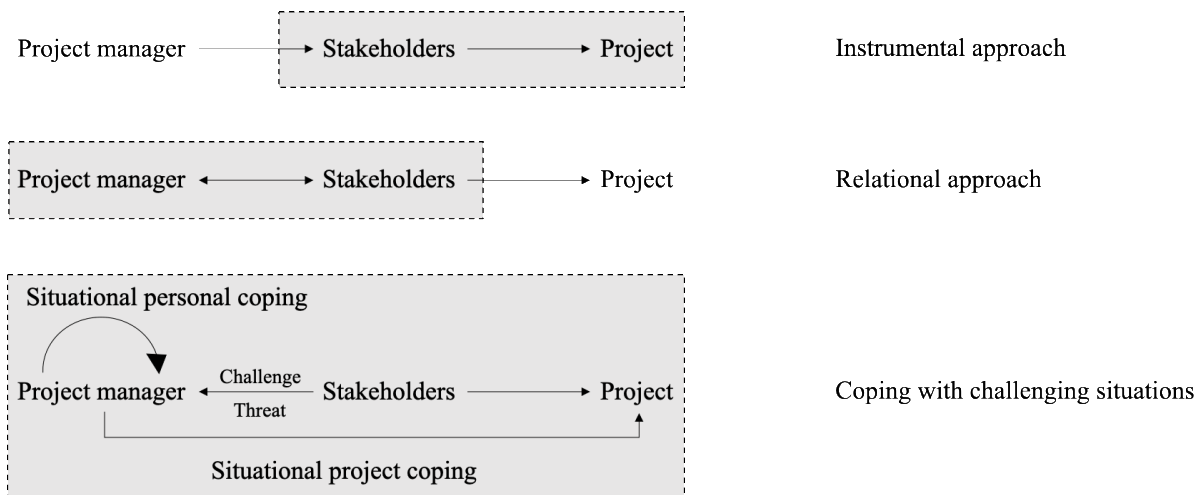 Project manager Stakeholders Project Instrumental approach
Project manager Stakeholders Project Relational approach
Situational personal coping
Challenge
Project manager Stakeholders Project Coping with challenging situations
Threat
Situational project coping